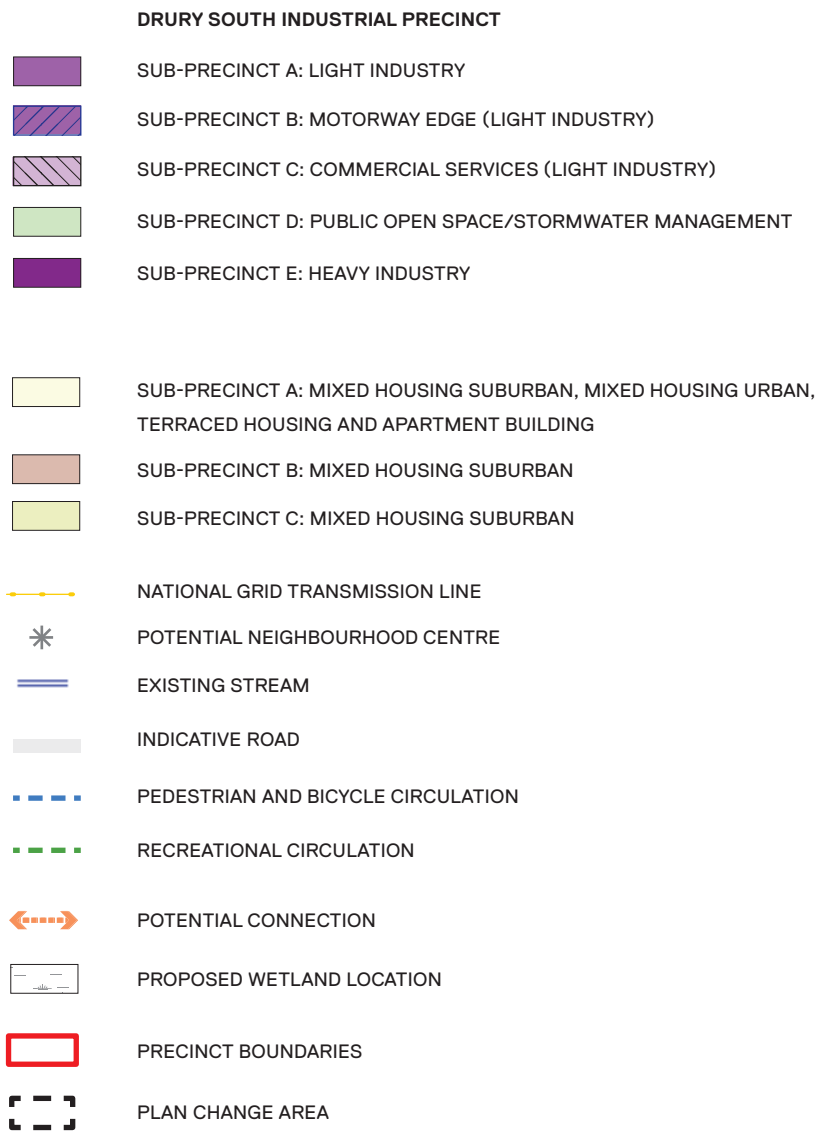 DRURY SOUTH INDUSTRIAL PRECINCT
SUB-PRECINCT A: LIGHT INDUSTRY
SUB-PRECINCT B: MOTORWAY EDGE (LIGHT INDUSTRY)
SUB-PRECINCT C: COMMERCIAL SERVICES (LIGHT INDUSTRY)
SUB-PRECINCT D: PUBLIC OPEN SPACE/STORMWATER MANAGEMENT
SUB-PRECINCT E: HEAVY INDUSTRY
SUB-PRECINCT A: MIXED HOUSING SUBURBAN, MIXED HOUSING URBAN,
TERRACED HOUSING AND APARTMENT BUILDING
SUB-PRECINCT B: MIXED HOUSING SUBURBAN
SUB-PRECINCT C: MIXED HOUSING SUBURBAN
NATIONAL GRID TRANSMISSION LINE
POTENTIAL NEIGHBOURHOOD CENTRE
EXISTING STREAM
INDICATIVE ROAD
PEDESTRIAN AND BICYCLE CIRCULATION
RECREATIONAL CIRCULATION
POTENTIAL CONNECTION
PROPOSED WETLAND LOCATION
PRECINCT BOUNDARIES
PLAN CHANGE AREA